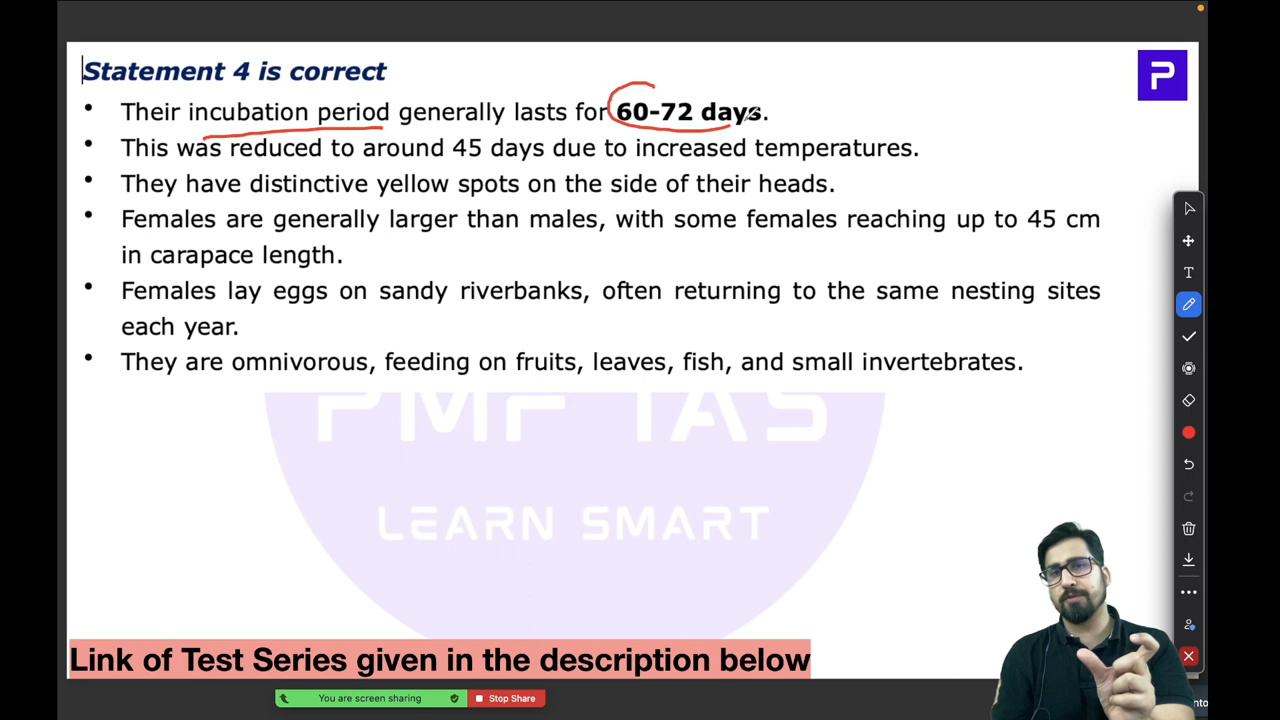 Statement 4 is correct
• Their incubation period generally lasts for 60-72 days.
• This was reduced to around 45 days due to increased temperatures.
• They have distinctive yellow spots on the side of their heads.
• Females are generally larger than males, with some females reaching up to 45 cm
in carapace length.
• Females lay eggs on sandy riverbanks, often returning to the same nesting sites
each year.
• They are omnivorous, feeding on fruits, leaves, fish, and small invertebrates.
PMF IAS
LEARN SMART
Link of Test Series given in the description below
You are screen sharing
Stop Share